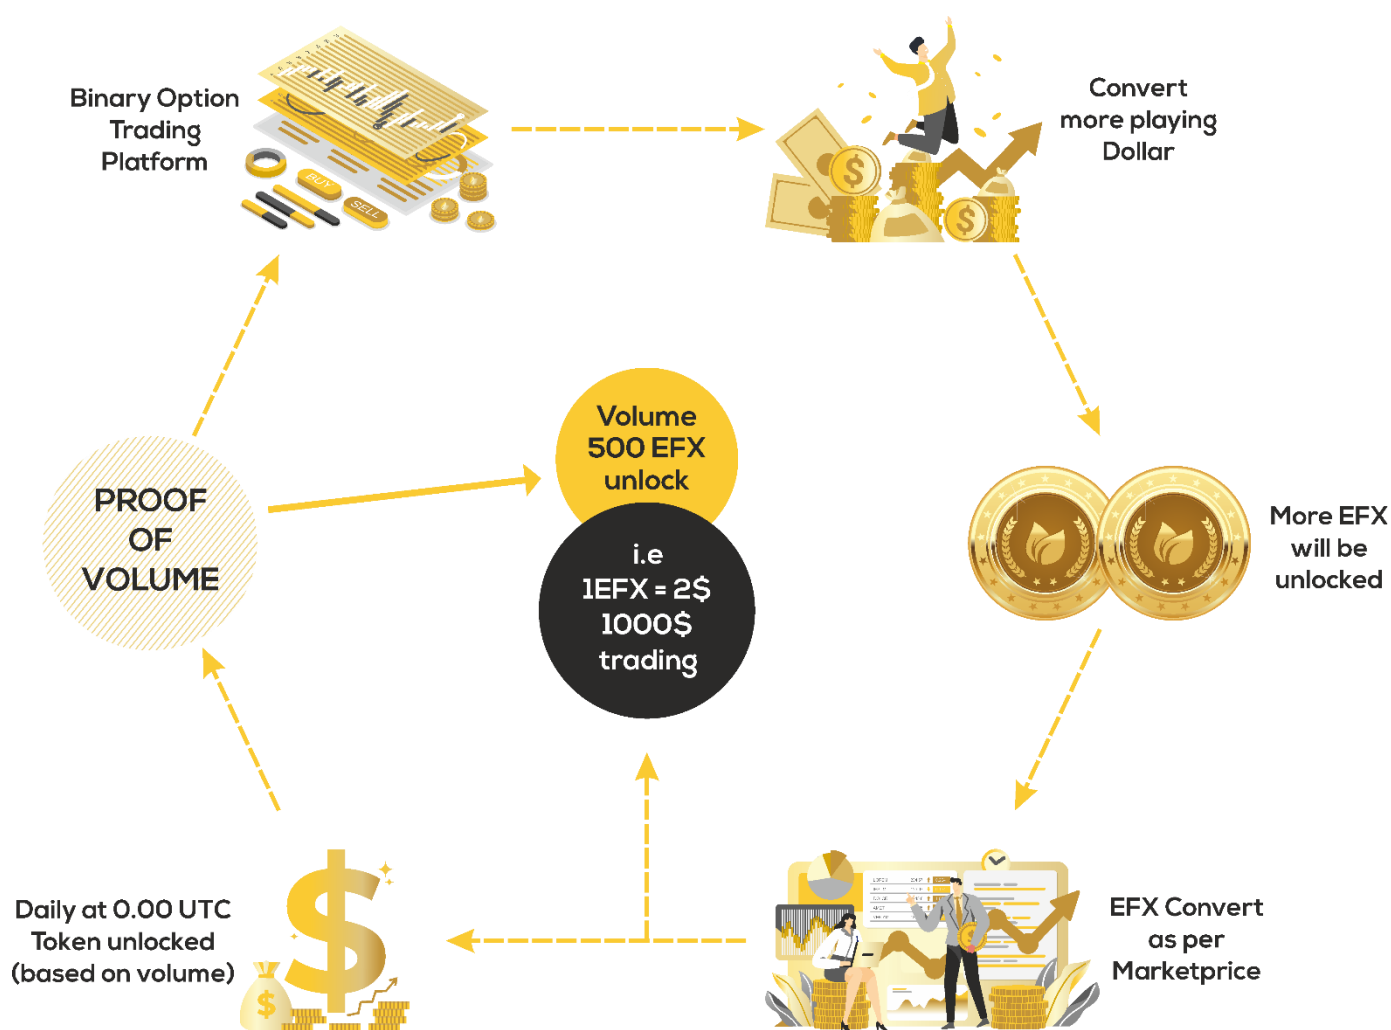 Binary Option
Trading
Platform
BUY
SELL
Convert
more playing
Dollar
$
$
PROOF
OF
VOLUME
Volume
500 EFX
unlock
i.e
1EFX = 2$
1000$
trading
More EFX
will be
unlocked
Daily at 0.00 UTC
Token unlocked
(based on volume)
$
$
EFX Convert
as per
Marketprice